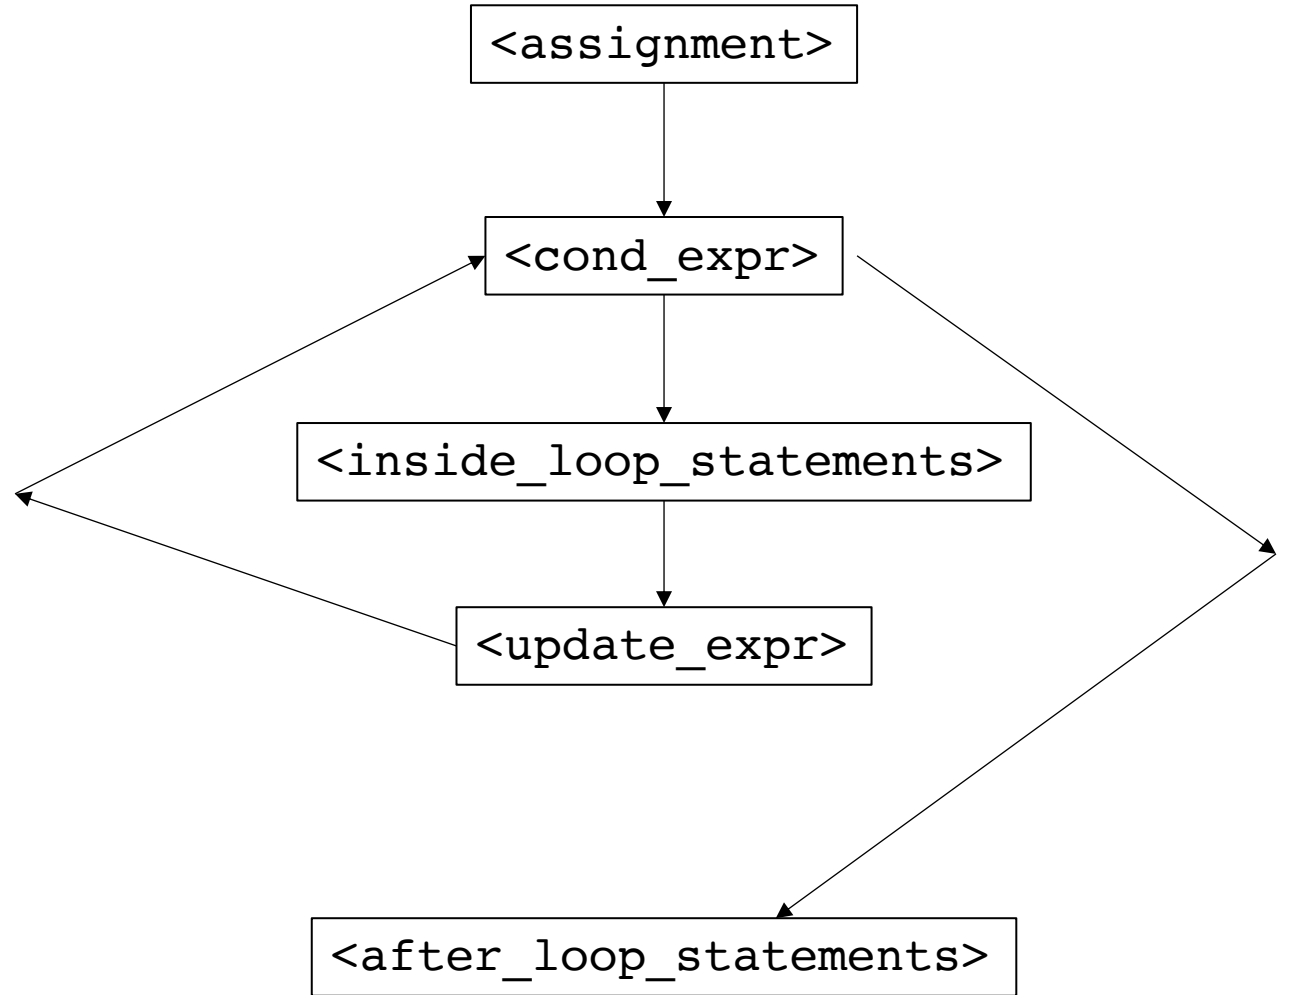 <assignment>
<cond_expr>
<inside_loop_statements>
<update_expr>
<after_loop_statements>